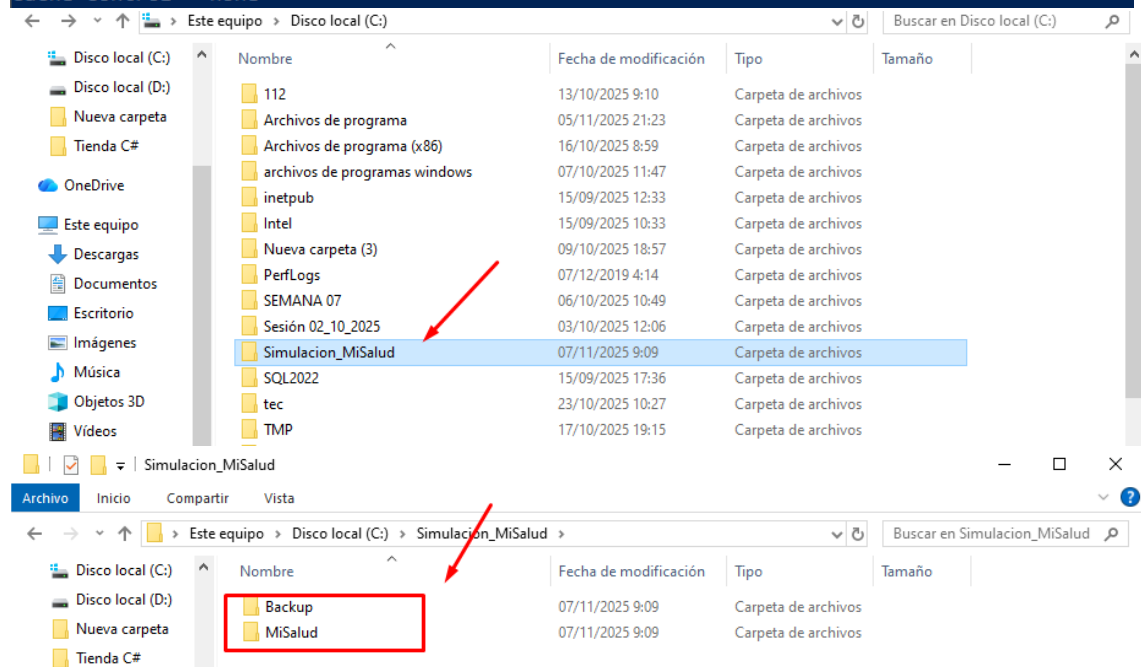 Este equipo > Disco local (C:)
Buscar en Disco local (C:)
Disco local (C:)
Disco local (D:)
Nueva carpeta
Tienda C#
OneDrive
Este equipo
Descargas
Documentos
Escritorio
Imágenes
Música
Objetos 3D
Vídeos
Nombre Fecha de modificación Tipo Tamaño
112 13/10/2025 9:10 Carpeta de archivos
Archivos de programa 05/11/2025 21:23 Carpeta de archivos
Archivos de programa (x86) 16/10/2025 8:59 Carpeta de archivos
archivos de programas windows 07/10/2025 11:47 Carpeta de archivos
inetpub 15/09/2025 12:33 Carpeta de archivos
Intel 15/09/2025 10:33 Carpeta de archivos
Nueva carpeta (3) 09/10/2025 18:57 Carpeta de archivos
PerfLogs 07/12/2019 4:14 Carpeta de archivos
SEMANA 07 06/10/2025 10:49 Carpeta de archivos
Sesión 02_10_2025 03/10/2025 12:06 Carpeta de archivos
Simulacion_MiSalud 07/11/2025 9:09 Carpeta de archivos
SQL2022 15/09/2025 17:36 Carpeta de archivos
tec 23/10/2025 10:27 Carpeta de archivos
TMP 17/10/2025 19:15 Carpeta de archivos
Simulacion_MiSalud
Archivo Inicio Compartir Vista
Este equipo > Disco local (C:) > Simulacion_MiSalud >
Buscar en Simulacion_MiSalud
Disco local (C:)
Disco local (D:)
Nueva carpeta
Tienda C#
Nombre Fecha de modificación Tipo Tamaño
Backup 07/11/2025 9:09 Carpeta de archivos
MiSalud 07/11/2025 9:09 Carpeta de archivos